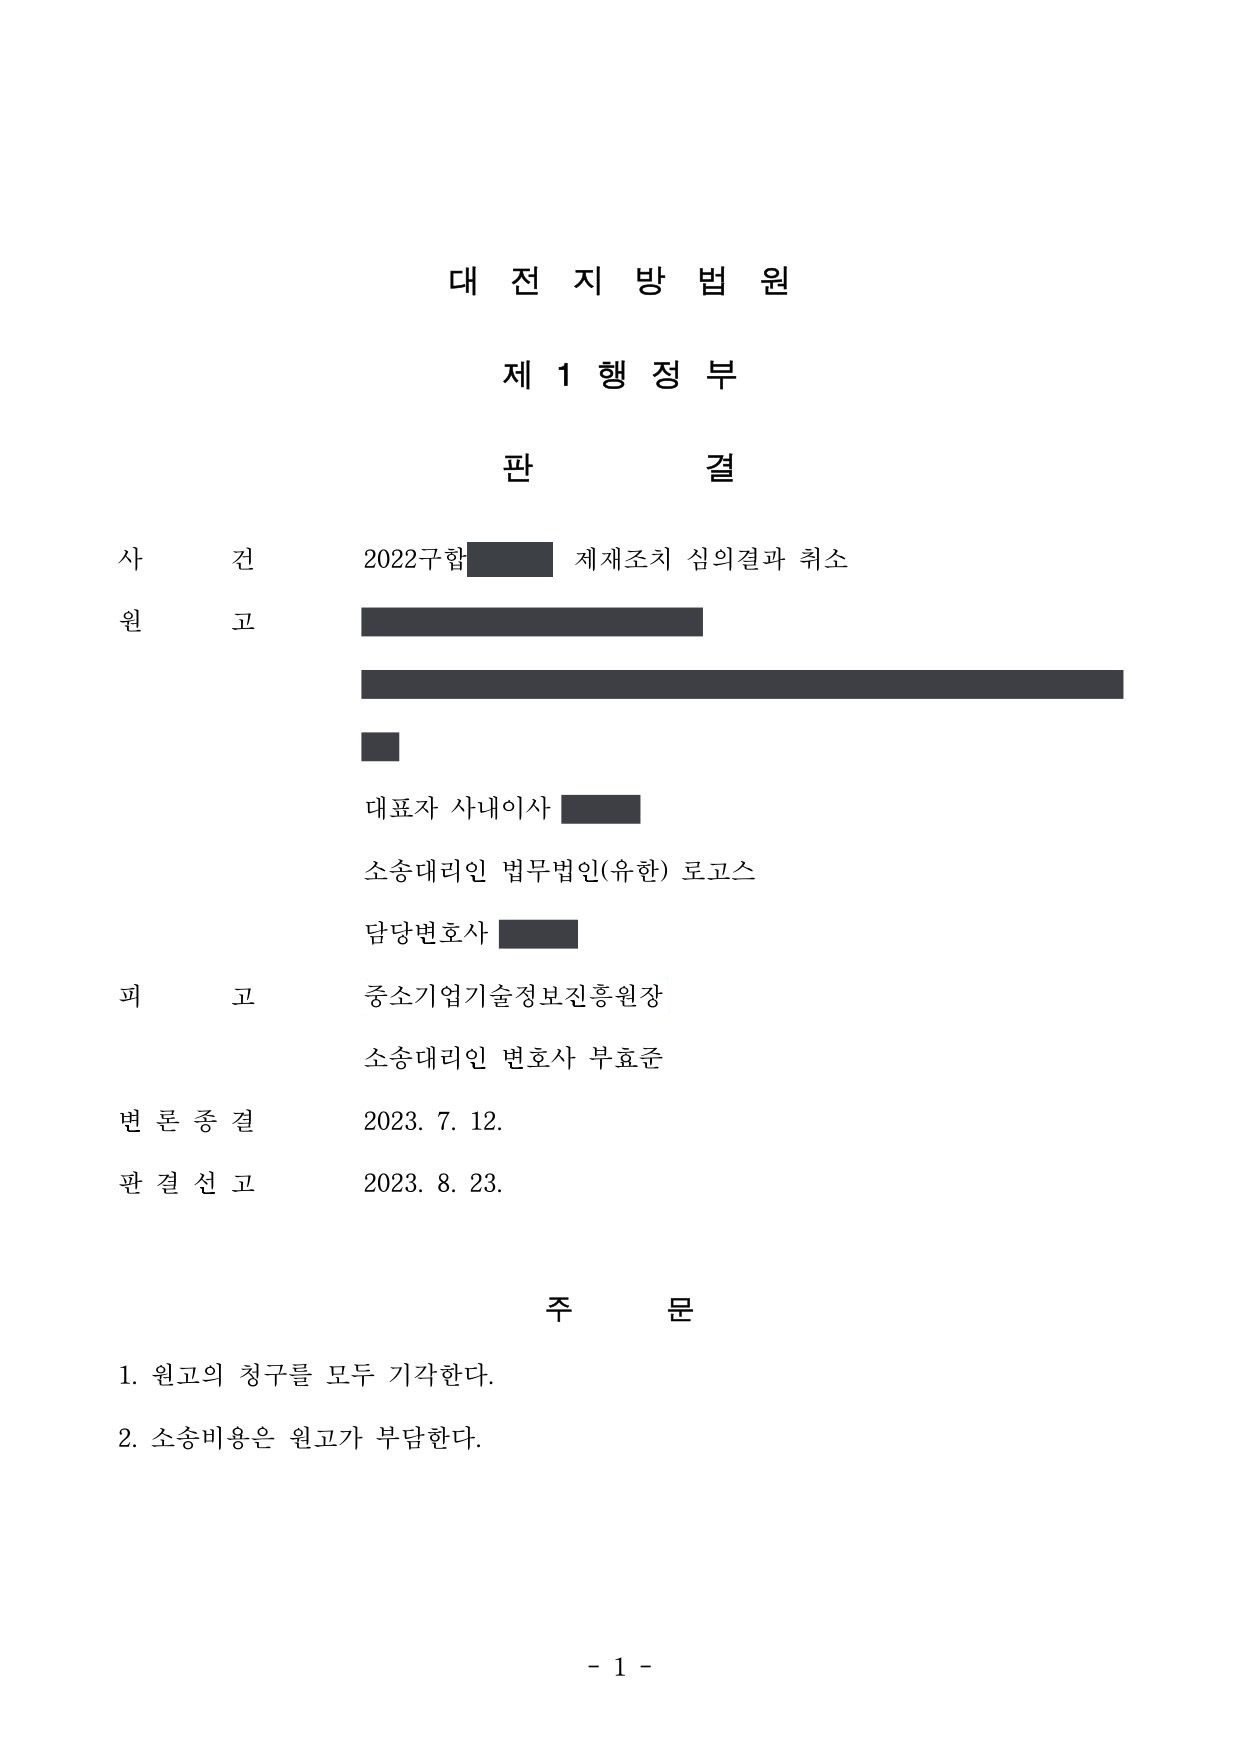 대 전 지 방 법 원
제 1 행 정 부
판 결
사 건 2022구합 제재조치 심의결과 취소
원 고
대표자 사내이사
소송대리인 법무법인(유한) 로고스
담당변호사
피 고 중소기업기술정보진흥원장
소송대리인 변호사 부효준
변 론 종 결 2023. 7. 12.
판 결 선 고 2023. 8. 23.
주 문
1. 원고의 청구를 모두 기각한다.
2. 소송비용은 원고가 부담한다.
- 1 -